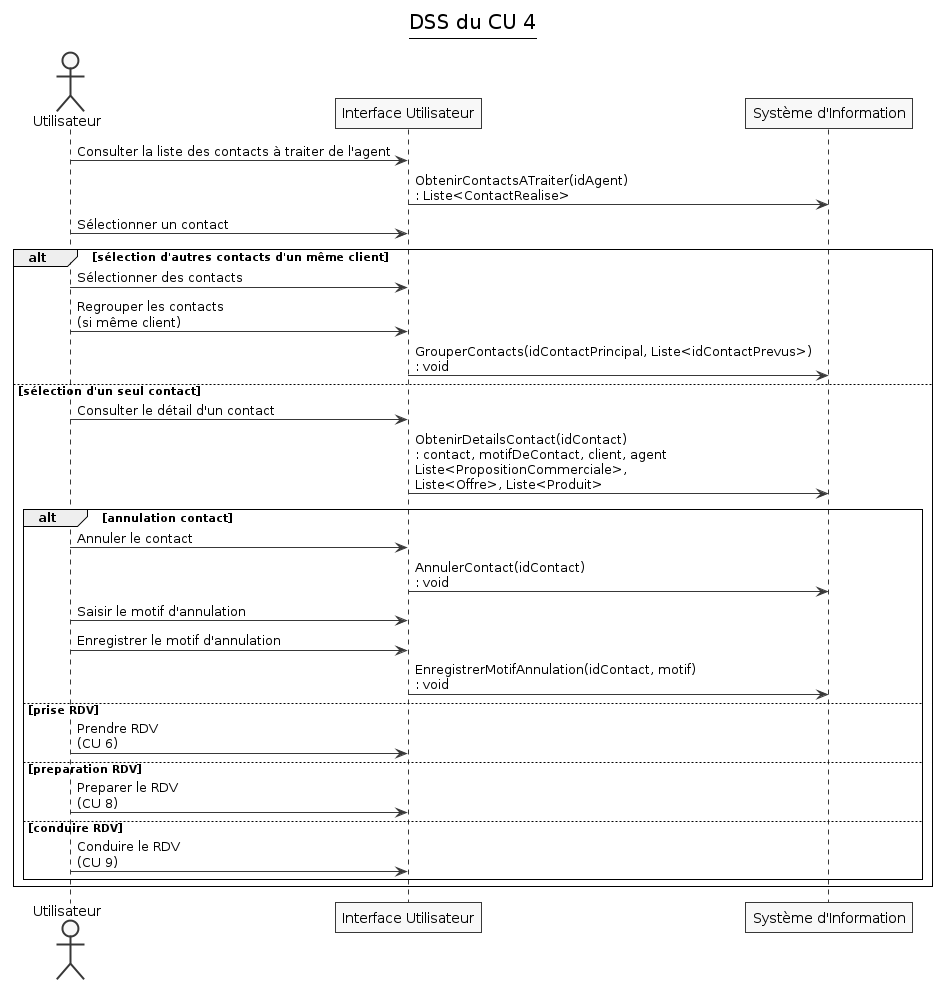 DSS du CU 4
Utilisateur
Interface Utilisateur
Système d'Information
Consulter la liste des contacts à traiter de l'agent
ObtenirContactsATraiter(idAgent)
: Liste<ContactRealise>
Sélectionner un contact
alt [sélection d'autres contacts d'un même client]
Sélectionner des contacts
Regrouper les contacts
(si même client)
GrouperContacts(idContactPrincipal, Liste<idContactPrevus>)
: void
[sélection d'un seul contact]
Consulter le détail d'un contact
ObtenirDetailsContact(idContact)
: contact, motifDeContact, client, agent
Liste<PropositionCommerciale>,
Liste<Offre>, Liste<Produit>
alt [annulation contact]
Annuler le contact
AnnulerContact(idContact)
: void
Saisir le motif d'annulation
Enregistrer le motif d'annulation
EnregistrerMotifAnnulation(idContact, motif)
: void
[prise RDV]
Prendre RDV
(CU 6)
[preparation RDV]
Preparer le RDV
(CU 8)
[conduire RDV]
Conduire le RDV
(CU 9)
Utilisateur
Interface Utilisateur
Système d'Information